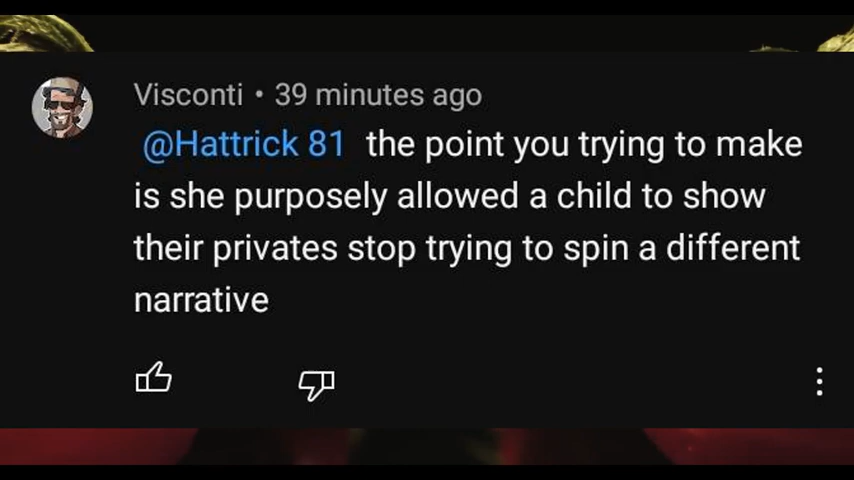 Visconti • 39 minutes ago
@Hattrick 81 the point you trying to make
is she purposely allowed a child to show
their privates stop trying to spin a different
narrative